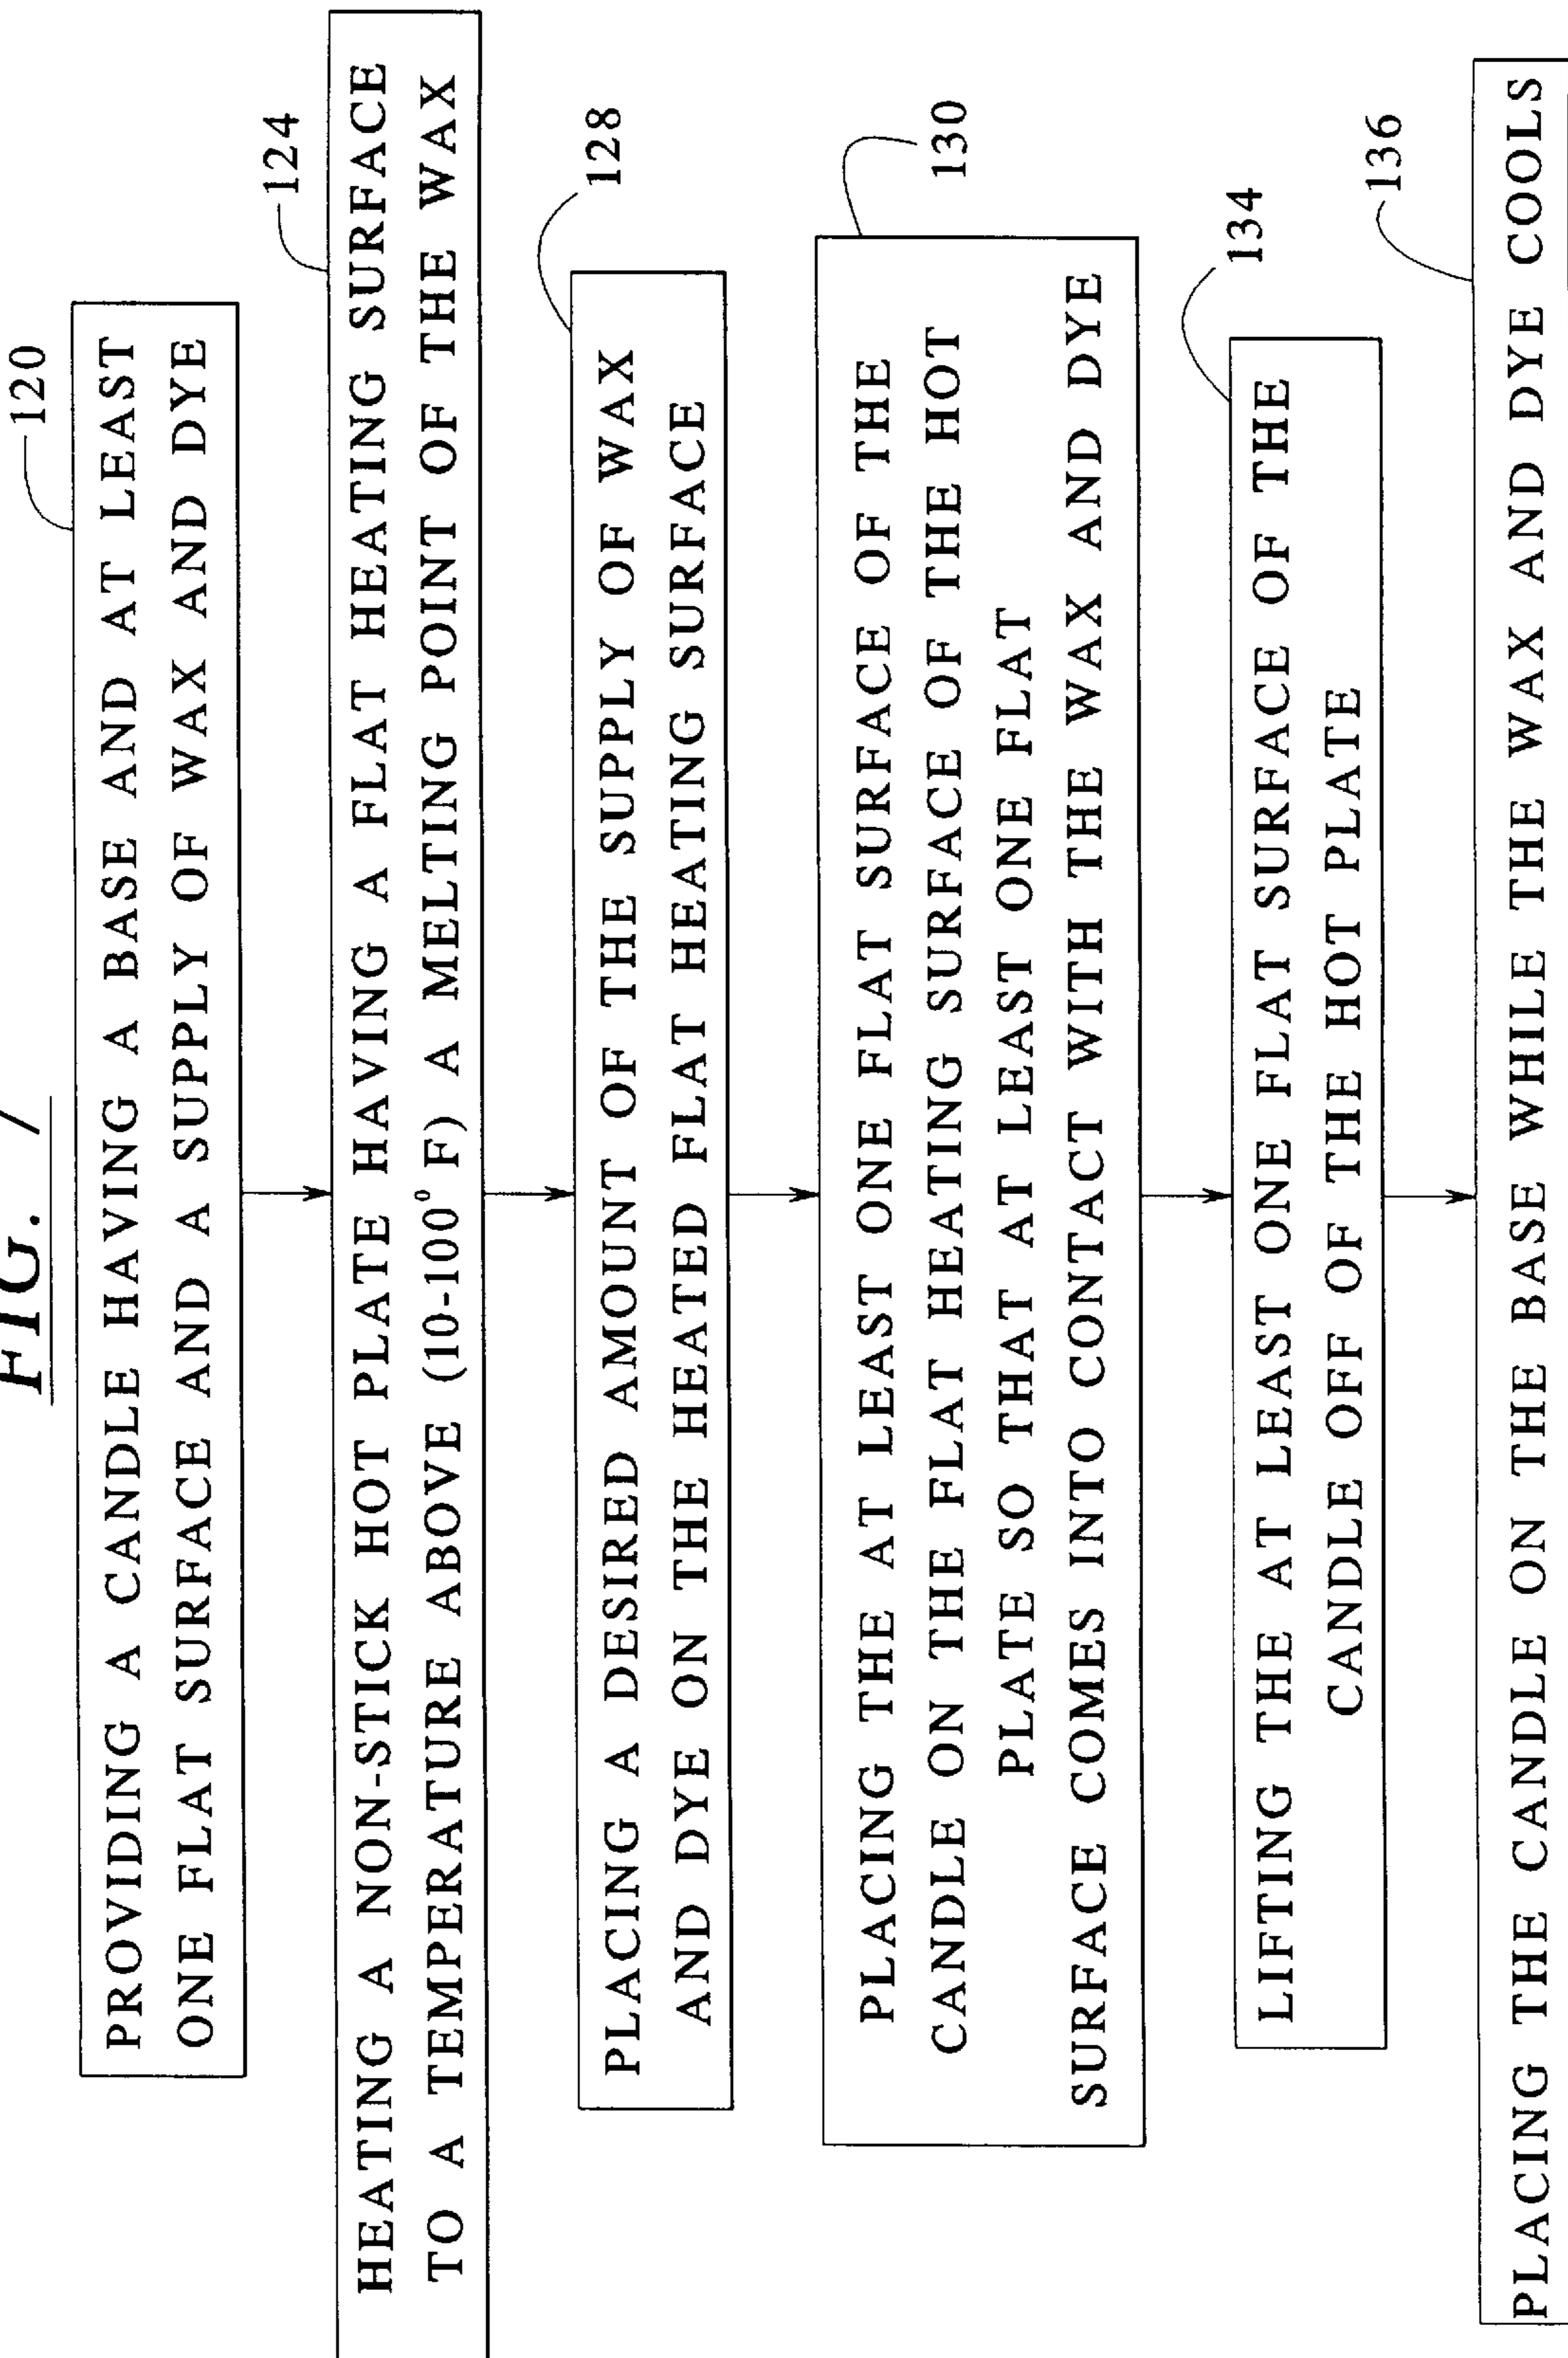 FIG. 7
120
PROVIDING A CANDLE HAVING A BASE AND AT LEAST
ONE FLAT SURFACE AND A SUPPLY OF WAX AND DYE
124
HEATING A NON-STICK HOT PLATE HAVING A FLAT HEATING SURFACE
TO A TEMPERATURE ABOVE (10-100° F) A MELTING POINT OF THE WAX
128
PLACING A DESIRED AMOUNT OF THE SUPPLY OF WAX
AND DYE ON THE HEATED FLAT HEATING SURFACE
130
PLACING THE AT LEAST ONE FLAT SURFACE OF THE
CANDLE ON THE FLAT HEATING SURFACE OF THE HOT
PLATE SO THAT AT LEAST ONE FLAT
SURFACE COMES INTO CONTACT WITH THE WAX AND DYE
134
LIFTING THE AT LEAST ONE FLAT SURFACE OF THE
CANDLE OFF OF THE HOT PLATE
136
PLACING THE CANDLE ON THE BASE WHILE THE WAX AND DYE COOLS